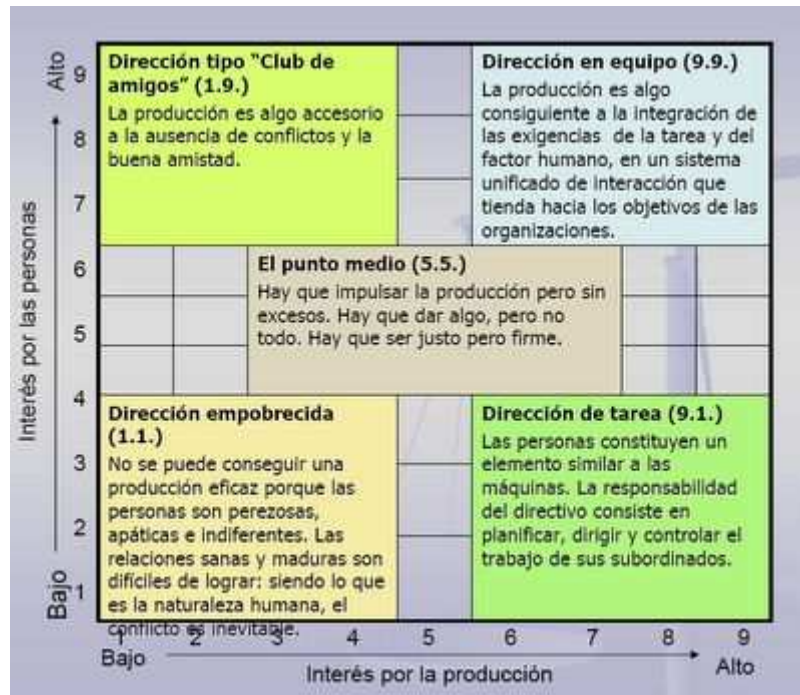 Dirección tipo "Club de
amigos" (1.9.)
La producción es algo accesorio
a la ausencia de conflictos y la
buena amistad.
Dirección en equipo (9.9.)
La producción es algo
consiguiente a la integración de
las exigencias de la tarea y del
factor humano, en un sistema
unificado de interacción que
tienda hacia los objetivos de las
organizaciones.
El punto medio (5.5.)
Hay que impulsar la producción pero sin
excesos. Hay que dar algo, pero no
todo. Hay que ser justo pero firme.
Dirección empobrecida
(1.1.)
No se puede conseguir una
producción eficaz porque las
personas son perezosas,
apáticas e indiferentes. Las
relaciones sanas y maduras son
difíciles de lograr: siendo lo que
es la naturaleza humana, el
conflicto es inevitable.
Dirección de tarea (9.1.)
Las personas constituyen un
elemento similar a las
máquinas. La responsabilidad
del directivo consiste en
planificar, dirigir y controlar el
trabajo de sus subordinados.
Alto
Interés por las personas
Bajo
9
8
7
6
5
4
3
2
1
1 2 3 4 5 6 7 8 9
Bajo
Interés por la producción
Alto